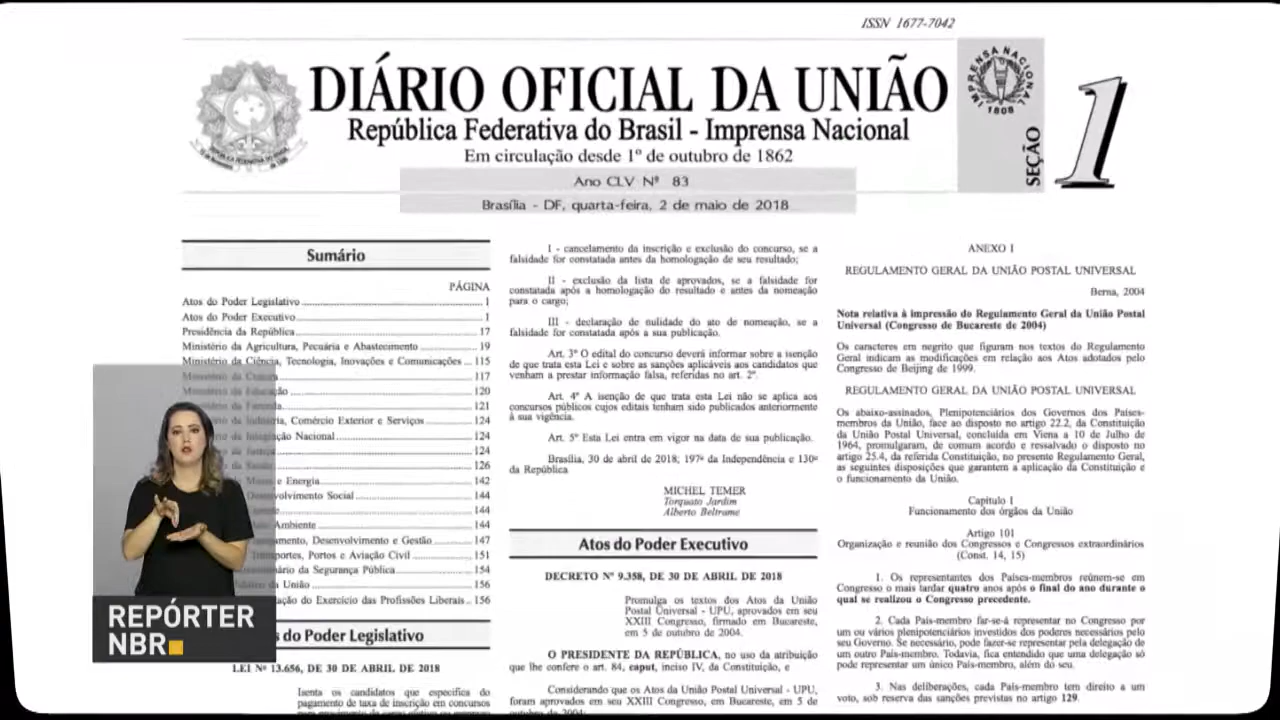 ISSN 1677-7042
DIÁRIO OFICIAL DA UNIÃO
República Federativa do Brasil - Imprensa Nacional
Em circulação desde 1º de outubro de 1862
IMPRENSA NACIONAL
1808
SEÇÃO
1
Ano CLV Nº 83
Brasília - DF, quarta-feira, 2 de maio de 2018
Sumário
PÁGINA
Atos do Poder Legislativo 1
Atos do Poder Executivo 1
Presidência da República 17
Ministério da Agricultura, Pecuária e Abastecimento 19
Ministério da Ciência, Tecnologia, Inovações e Comunicações 115
Ministério da Cultura 117
Ministério da Educação 120
da Fazenda 121
da Indústria, Comércio Exterior e Serviços 124
da Integração Nacional 124
da Justiça 124
da Saúde 126
de Minas e Energia 142
Desenvolvimento Social 144
144
Meio Ambiente 144
Desenvolvimento e Gestão 147
Transportes, Portos e Aviação Civil 151
da Segurança Pública 154
da União 156
do Exercício das Profissões Liberais 156
do Poder Legislativo
LEI Nº 13.656, DE 30 DE ABRIL DE 2018
Isenta os candidatos que especifica do
pagamento de taxa de inscrição em concursos
I - cancelamento da inscrição e exclusão do concurso, se a
falsidade for constatada antes da homologação de seu resultado;
II - exclusão da lista de aprovados, se a falsidade for
constatada após a homologação do resultado e antes da nomeação
para o cargo;
III - declaração de nulidade do ato de nomeação, se a
falsidade for constatada após a sua publicação.
Art. 3º O edital do concurso deverá informar sobre a isenção
de que trata esta Lei e sobre as sanções aplicáveis aos candidatos que
venham a prestar informação falsa, referidas no art. 2º.
Art. 4º A isenção de que trata esta Lei não se aplica aos
concursos públicos cujos editais tenham sido publicados anteriormente
à sua vigência.
Art. 5º Esta Lei entra em vigor na data de sua publicação.
Brasília, 30 de abril de 2018; 197º da Independência e 130º
da República
MICHEL TEMER
Torquato Jardim
Alberto Beltrame
Atos do Poder Executivo
DECRETO Nº 9.358, DE 30 DE ABRIL DE 2018
Promulga os textos dos Atos da União
Postal Universal - UPU, aprovados em seu
XXIII Congresso, firmado em Bucareste,
em 5 de outubro de 2004.
O PRESIDENTE DA REPÚBLICA, no uso da atribuição
que lhe confere o art. 84, caput, inciso IV, da Constituição, e
Considerando que os Atos da União Postal Universal - UPU,
foram aprovados em seu XXIII Congresso, em Bucareste, em 5 de
outubro de 2004;
ANEXO I
REGULAMENTO GERAL DA UNIÃO POSTAL UNIVERSAL
Berna, 2004
Nota relativa à impressão do Regulamento Geral da União Postal
Universal (Congresso de Bucareste de 2004)
Os caracteres em negrito que figuram nos textos do Regulamento
Geral indicam as modificações em relação aos Atos adotados pelo
Congresso de Beijing de 1999.
REGULAMENTO GERAL DA UNIÃO POSTAL UNIVERSAL
Os abaixo-assinados, Plenipotenciários dos Governos dos Países-
membros da União, face ao disposto no artigo 22.2, da Constituição
da União Postal Universal, concluída em Viena a 10 de Julho de
1964, promulgaram, de comum acordo e ressalvado o disposto no
artigo 25.4, da referida Constituição, no presente Regulamento Geral,
as seguintes disposições que garantem a aplicação da Constituição e
o funcionamento da União.
Capítulo I
Funcionamento dos órgãos da União
Artigo 101
Organização e reunião dos Congressos e Congressos extraordinários
(Const. 14, 15)
1. Os representantes dos Países-membros reúnem-se em
Congresso o mais tardar quatro anos após o final do ano durante o
qual se realizou o Congresso precedente.
2. Cada País-membro far-se-á representar no Congresso por
um ou vários plenipotenciários investidos dos poderes necessários pelo
seu Governo. Se necessário, pode fazer-se representar pela delegação de
um outro País-membro. Todavia, fica entendido que uma delegação só
pode representar um único País-membro, além do seu.
3. Nas deliberações, cada País-membro tem direito a um
voto, sob reserva das sanções previstas no artigo 129.
REPÓRTER
NBR